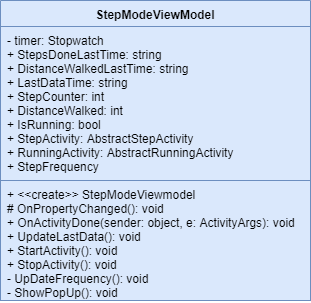 StepModeViewModel
- timer: Stopwatch
+ StepsDoneLastTime: string
+ DistanceWalkedLastTime: string
+ LastDataTime: string
+ StepCounter: int
+ DistanceWalked: int
+ IsRunning: bool
+ StepActivity: AbstractStepActivity
+ RunningActivity: AbstractRunningActivity
+ StepFrequency
+ <<create>> StepModeViewmodel
# OnPropertyChanged(): void
+ OnActivityDone(sender: object, e: ActivityArgs): void
+ UpdateLastData(): void
+ StartActivity(): void
+ StopActivity(): void
- UpDateFrequency(): void
- ShowPopUp(): void